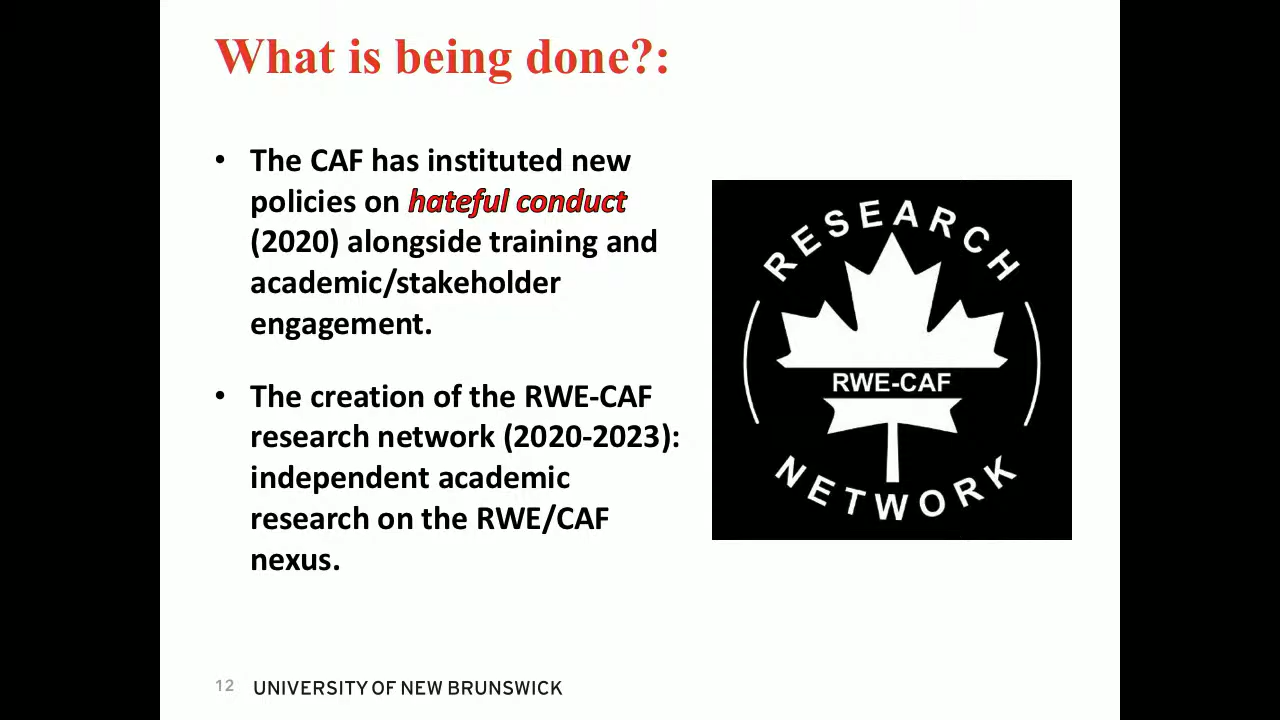 What is being done?:
• The CAF has instituted new
policies on hateful conduct
(2020) alongside training and
academic/stakeholder
engagement.
• The creation of the RWE-CAF
research network (2020-2023):
independent academic
research on the RWE/CAF
nexus.
RESEARCH
RWE-CAF
NETWORK
12 UNIVERSITY OF NEW BRUNSWICK